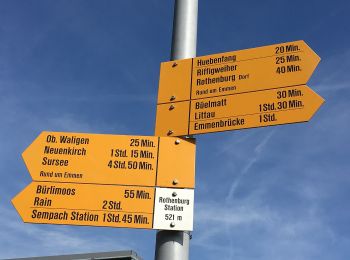 Huebenfang 20 Min.
Riffigweiher 25 Min.
Rothenburg Dorf 40 Min.
Rund um Emmen
Büelmatt 30 Min.
Littau 1 Std. 30 Min.
Emmenbrücke 1 Std.
Ob. Waligen 25 Min.
Neuenkirch 1 Std. 15 Min.
Sursee 4 Std. 50 Min.
Rund um Emmen
Bürlimoos 55 Min.
Rain 2 Std.
Sempach Station 1 Std. 45 Min.
Rothenburg
Station
521 m